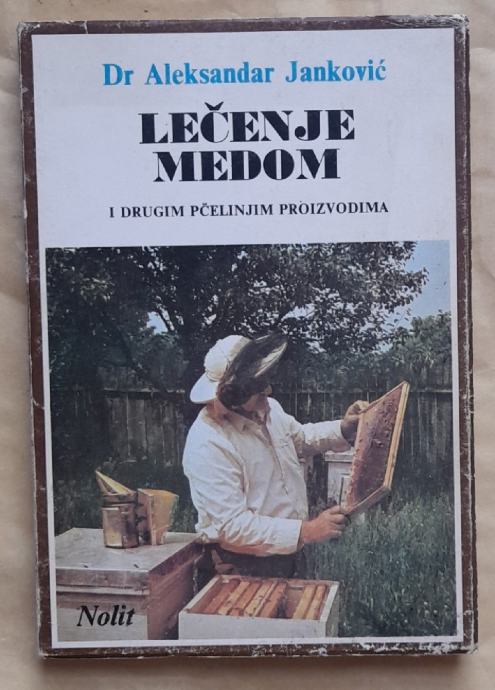 Dr Aleksandar Janković
LEČENJE
MEDOM
I DRUGIM PČELINJIM PROIZVODIMA
Nolit